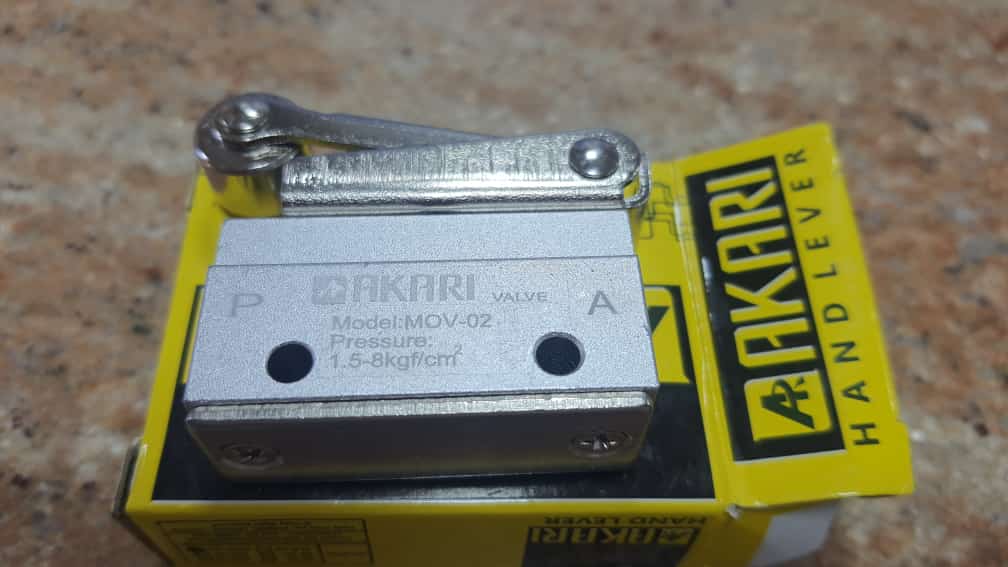 P
AKARI VALVE
A
Model:MOV-02
Pressure:
1.5-8kgf/cm²
AKARI
HAND LEVER
AKARI
HAND LEVER